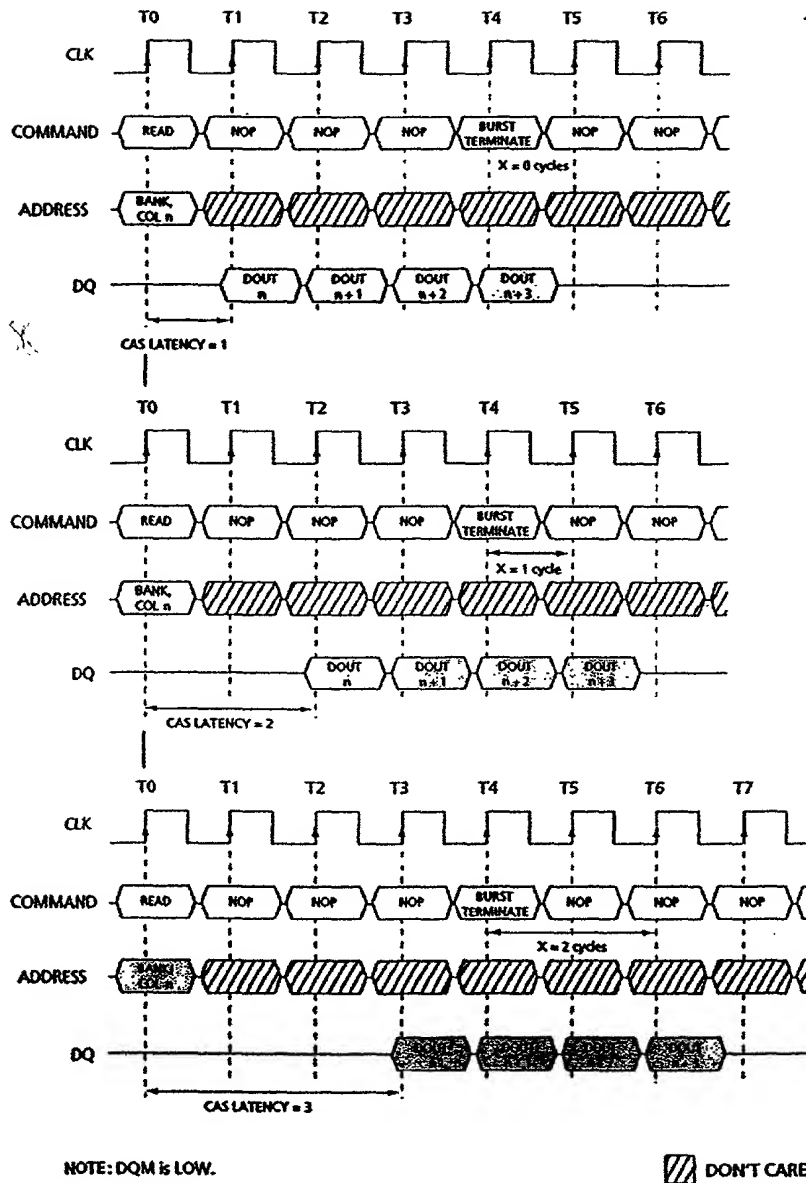 T0 T1 T2 T3 T4 T5 T6
CLK
COMMAND READ NOP NOP NOP BURST TERMINATE NOP NOP
X = 0 cycles
ADDRESS BANK, COL n
DQ DOUT n DOUT n + 1 DOUT n + 2 DOUT n + 3
CAS LATENCY = 1
T0 T1 T2 T3 T4 T5 T6
CLK
COMMAND READ NOP NOP NOP BURST TERMINATE NOP NOP
X = 1 cycle
ADDRESS BANK, COL n
DQ DOUT n DOUT n + 1 DOUT n + 2 DOUT n + 3
CAS LATENCY = 2
T0 T1 T2 T3 T4 T5 T6 T7
CLK
COMMAND READ NOP NOP NOP BURST TERMINATE NOP NOP NOP
X = 2 cycles
ADDRESS BANK, COL n
DQ DOUT
CAS LATENCY = 3
NOTE: DQM is LOW.
DON'T CARE